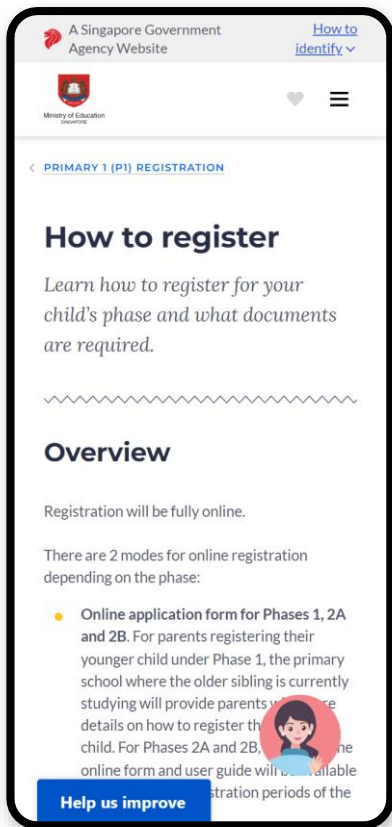 A Singapore Government
Agency Website
How to
identify
Ministry of Education
SINGAPORE
PRIMARY 1 (P1) REGISTRATION
How to register
Learn how to register for your
child's phase and what documents
are required.
Overview
Registration will be fully online.
There are 2 modes for online registration
depending on the phase:
Online application form for Phases 1, 2A
and 2B. For parents registering their
younger child under Phase 1, the primary
school where the older sibling is currently
studying will provide parents
details on how to register
child. For Phases 2A and 2B,
online form and user guide will
periods of the
Help us improve